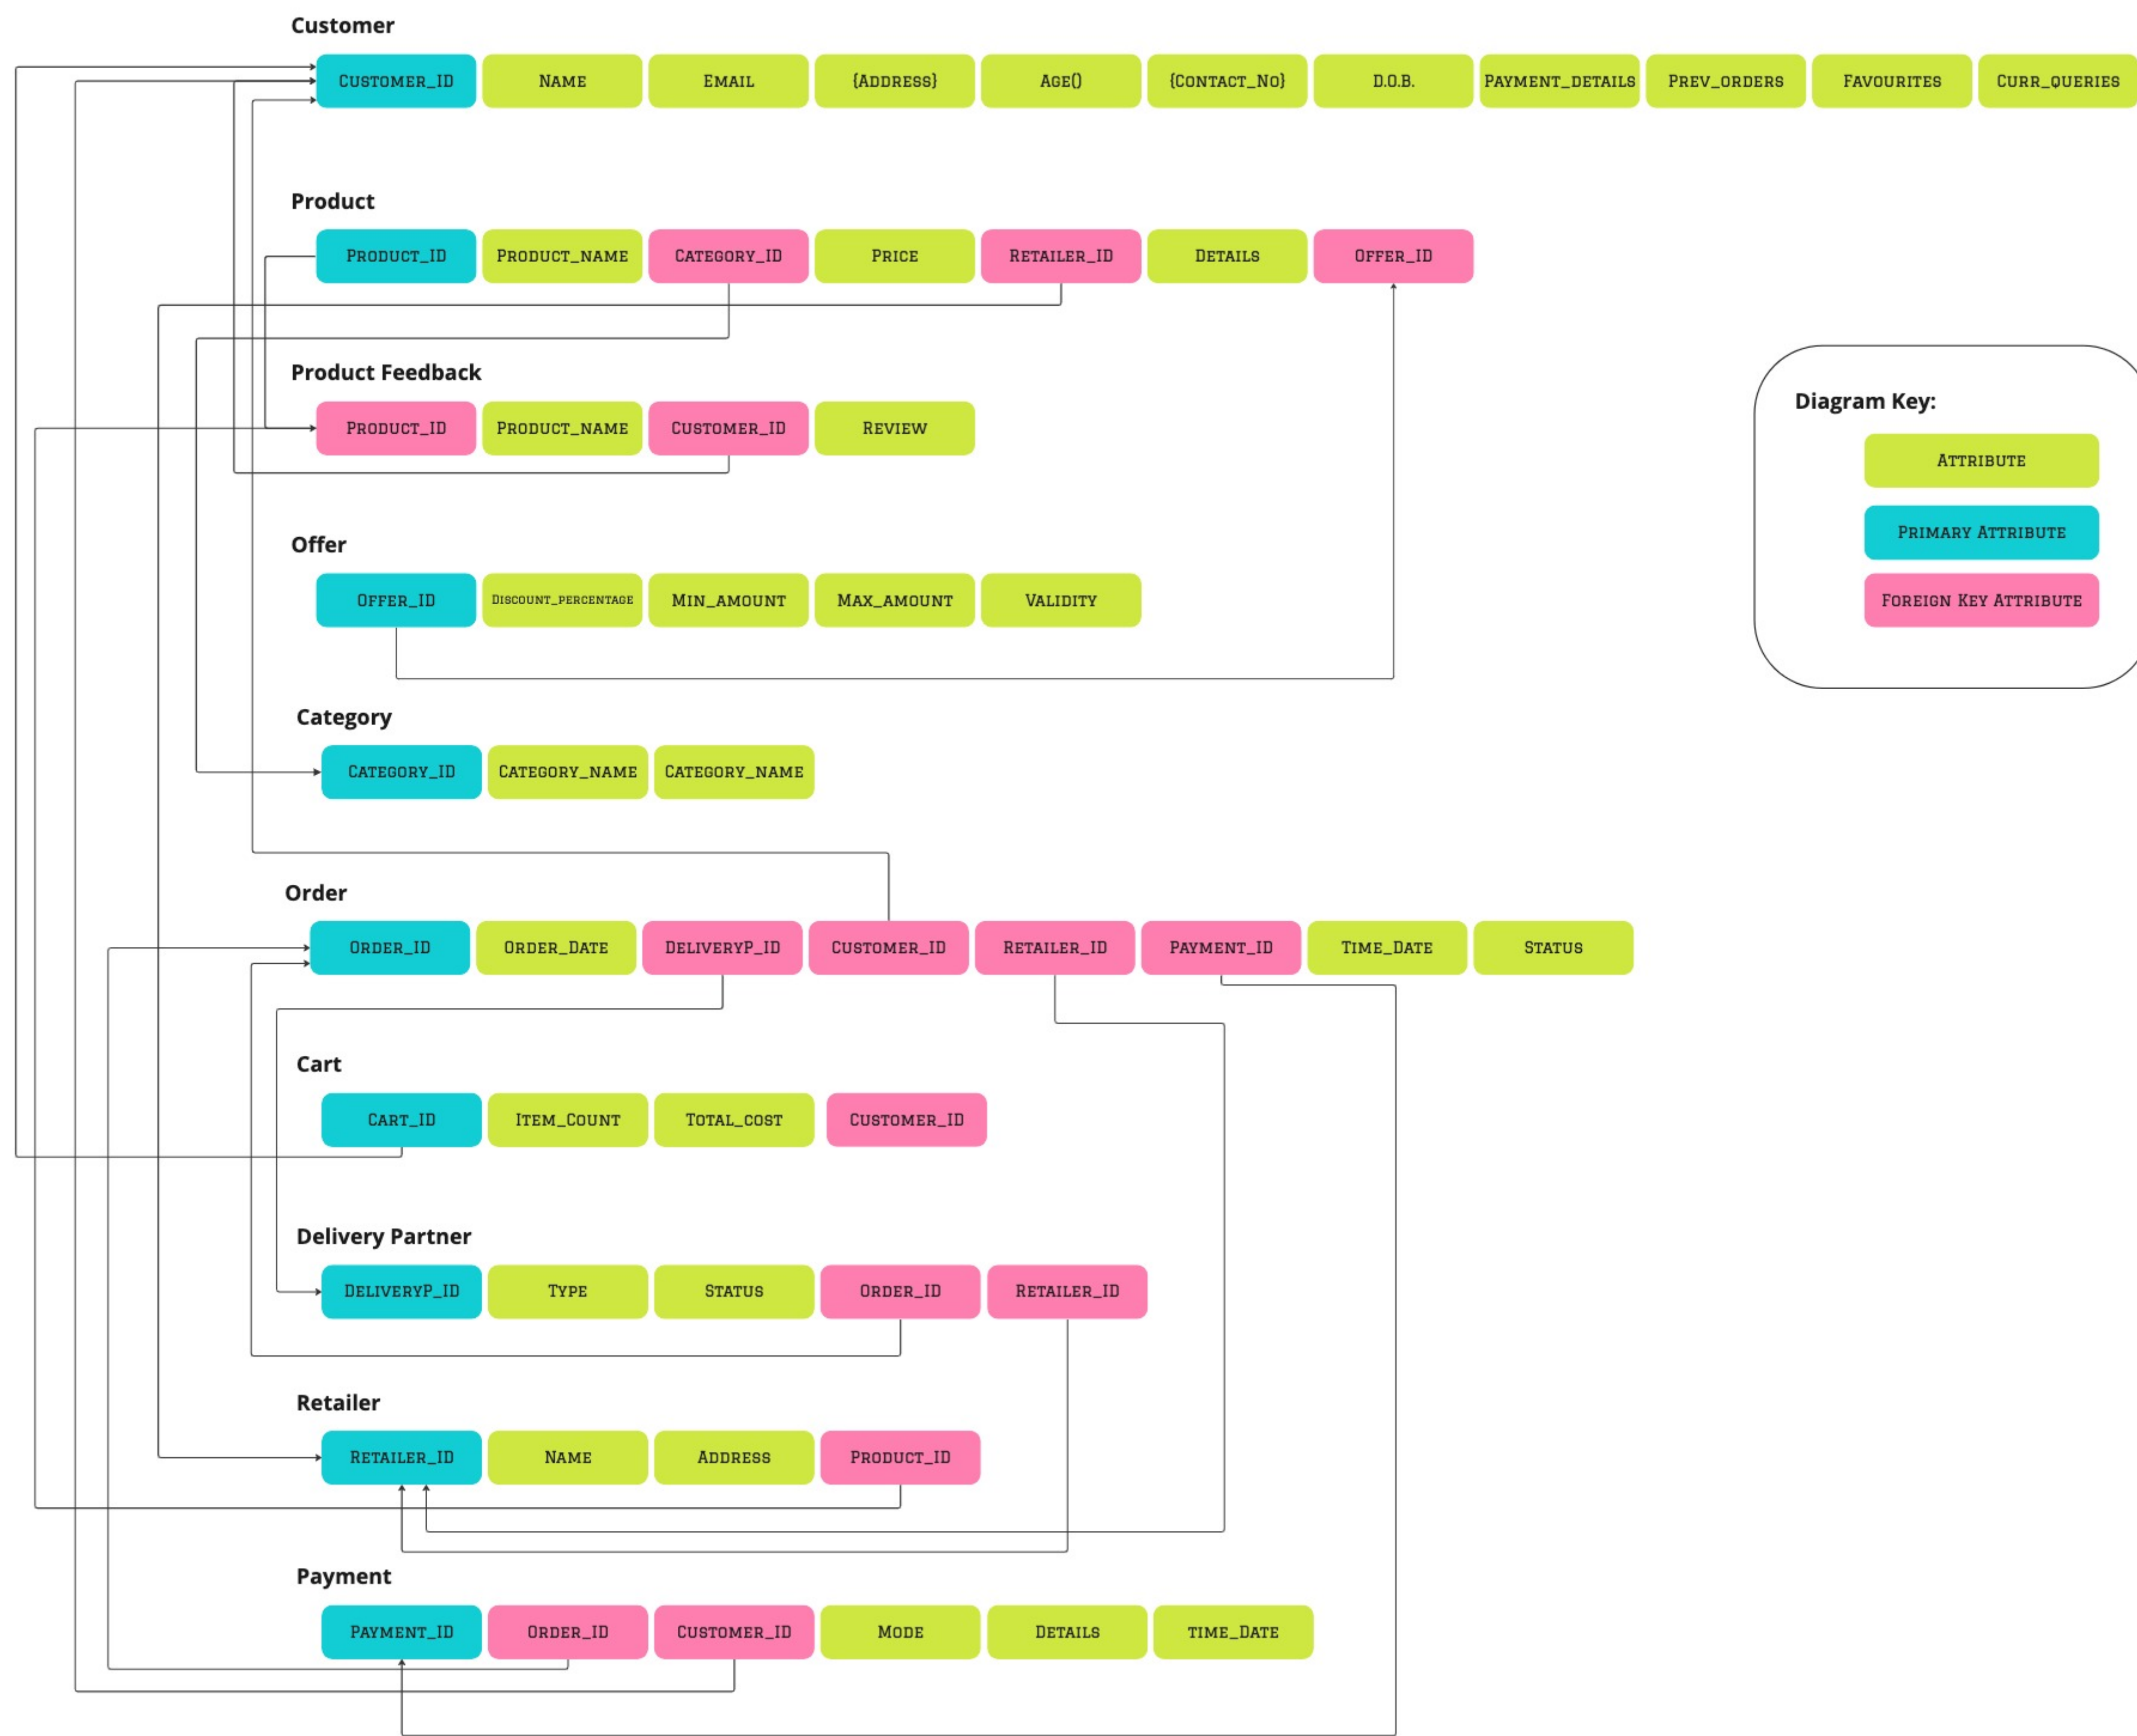 Customer
Customer_ID Name Email {Address} Age() {Contact_No} D.O.B. Payment_details Prev_orders Favourites Curr_queries
Product
Product_ID Product_name Category_ID Price Retailer_ID Details Offer_ID
Product Feedback
Product_ID Product_name Customer_ID Review
Diagram Key:
Attribute
Primary Attribute
Foreign Key Attribute
Offer
Offer_ID Discount_percentage Min_amount Max_amount Validity
Category
Category_ID Category_name Category_name
Order
Order_ID Order_Date DeliveryP_ID Customer_ID Retailer_ID Payment_ID Time_Date Status
Cart
Cart_ID Item_Count Total_cost Customer_ID
Delivery Partner
DeliveryP_ID Type Status Order_ID Retailer_ID
Retailer
Retailer_ID Name Address Product_ID
Payment
Payment_ID Order_ID Customer_ID Mode Details time_Date